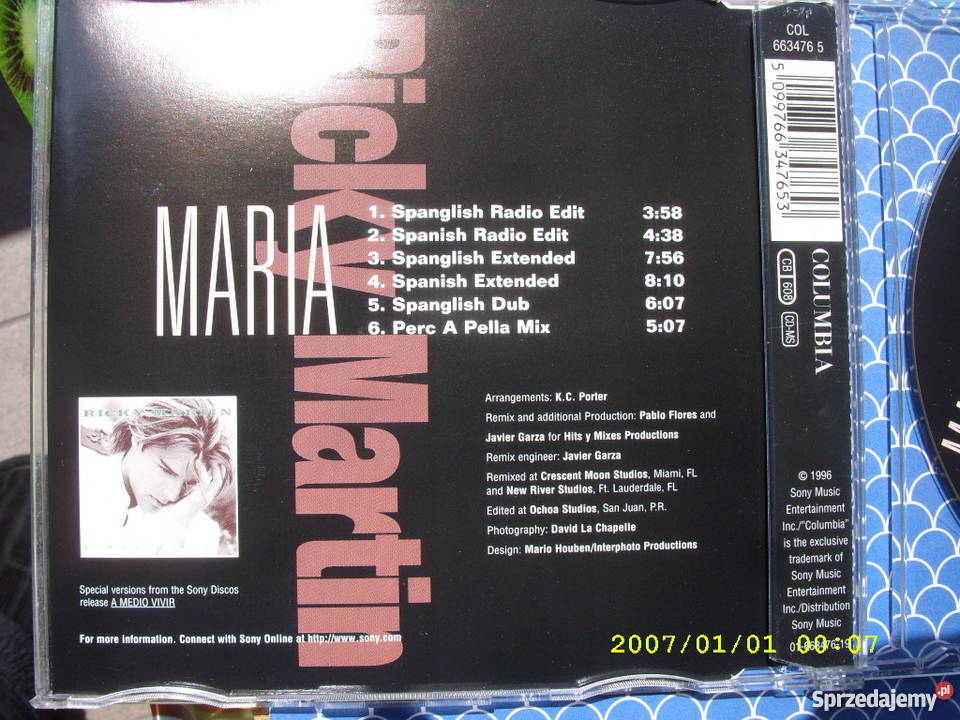 Ricky Martin
MARIA
1. Spanglish Radio Edit 3:58
2. Spanish Radio Edit 4:38
3. Spanglish Extended 7:56
4. Spanish Extended 8:10
5. Spanglish Dub 6:07
6. Perc A Pella Mix 5:07
RICKY MARTIN
Arrangements: K.C. Porter
Remix and additional Production: Pablo Flores and
Javier Garza for Hits y Mixes Productions
Remix engineer: Javier Garza
Remixed at Crescent Moon Studios, Miami, FL
and New River Studios, Ft. Lauderdale, FL
Edited at Ochoa Studios, San Juan, P.R.
Photography: David La Chapelle
Design: Mario Houben/Interphoto Productions
Special versions from the Sony Discos
release A MEDIO VIVIR
For more information. Connect with Sony Online at http://www.sony.com
COL
663476 5
5 099766 347653
CB 608
CD-MS
COLUMBIA
© 1996
Sony Music
Entertainment
Inc./"Columbia"
is the exclusive
trademark of
Sony Music
Entertainment
Inc./Distribution
Sony Music
01-663476-19
2007/01/01 00:07
Sprzedajemy.pl